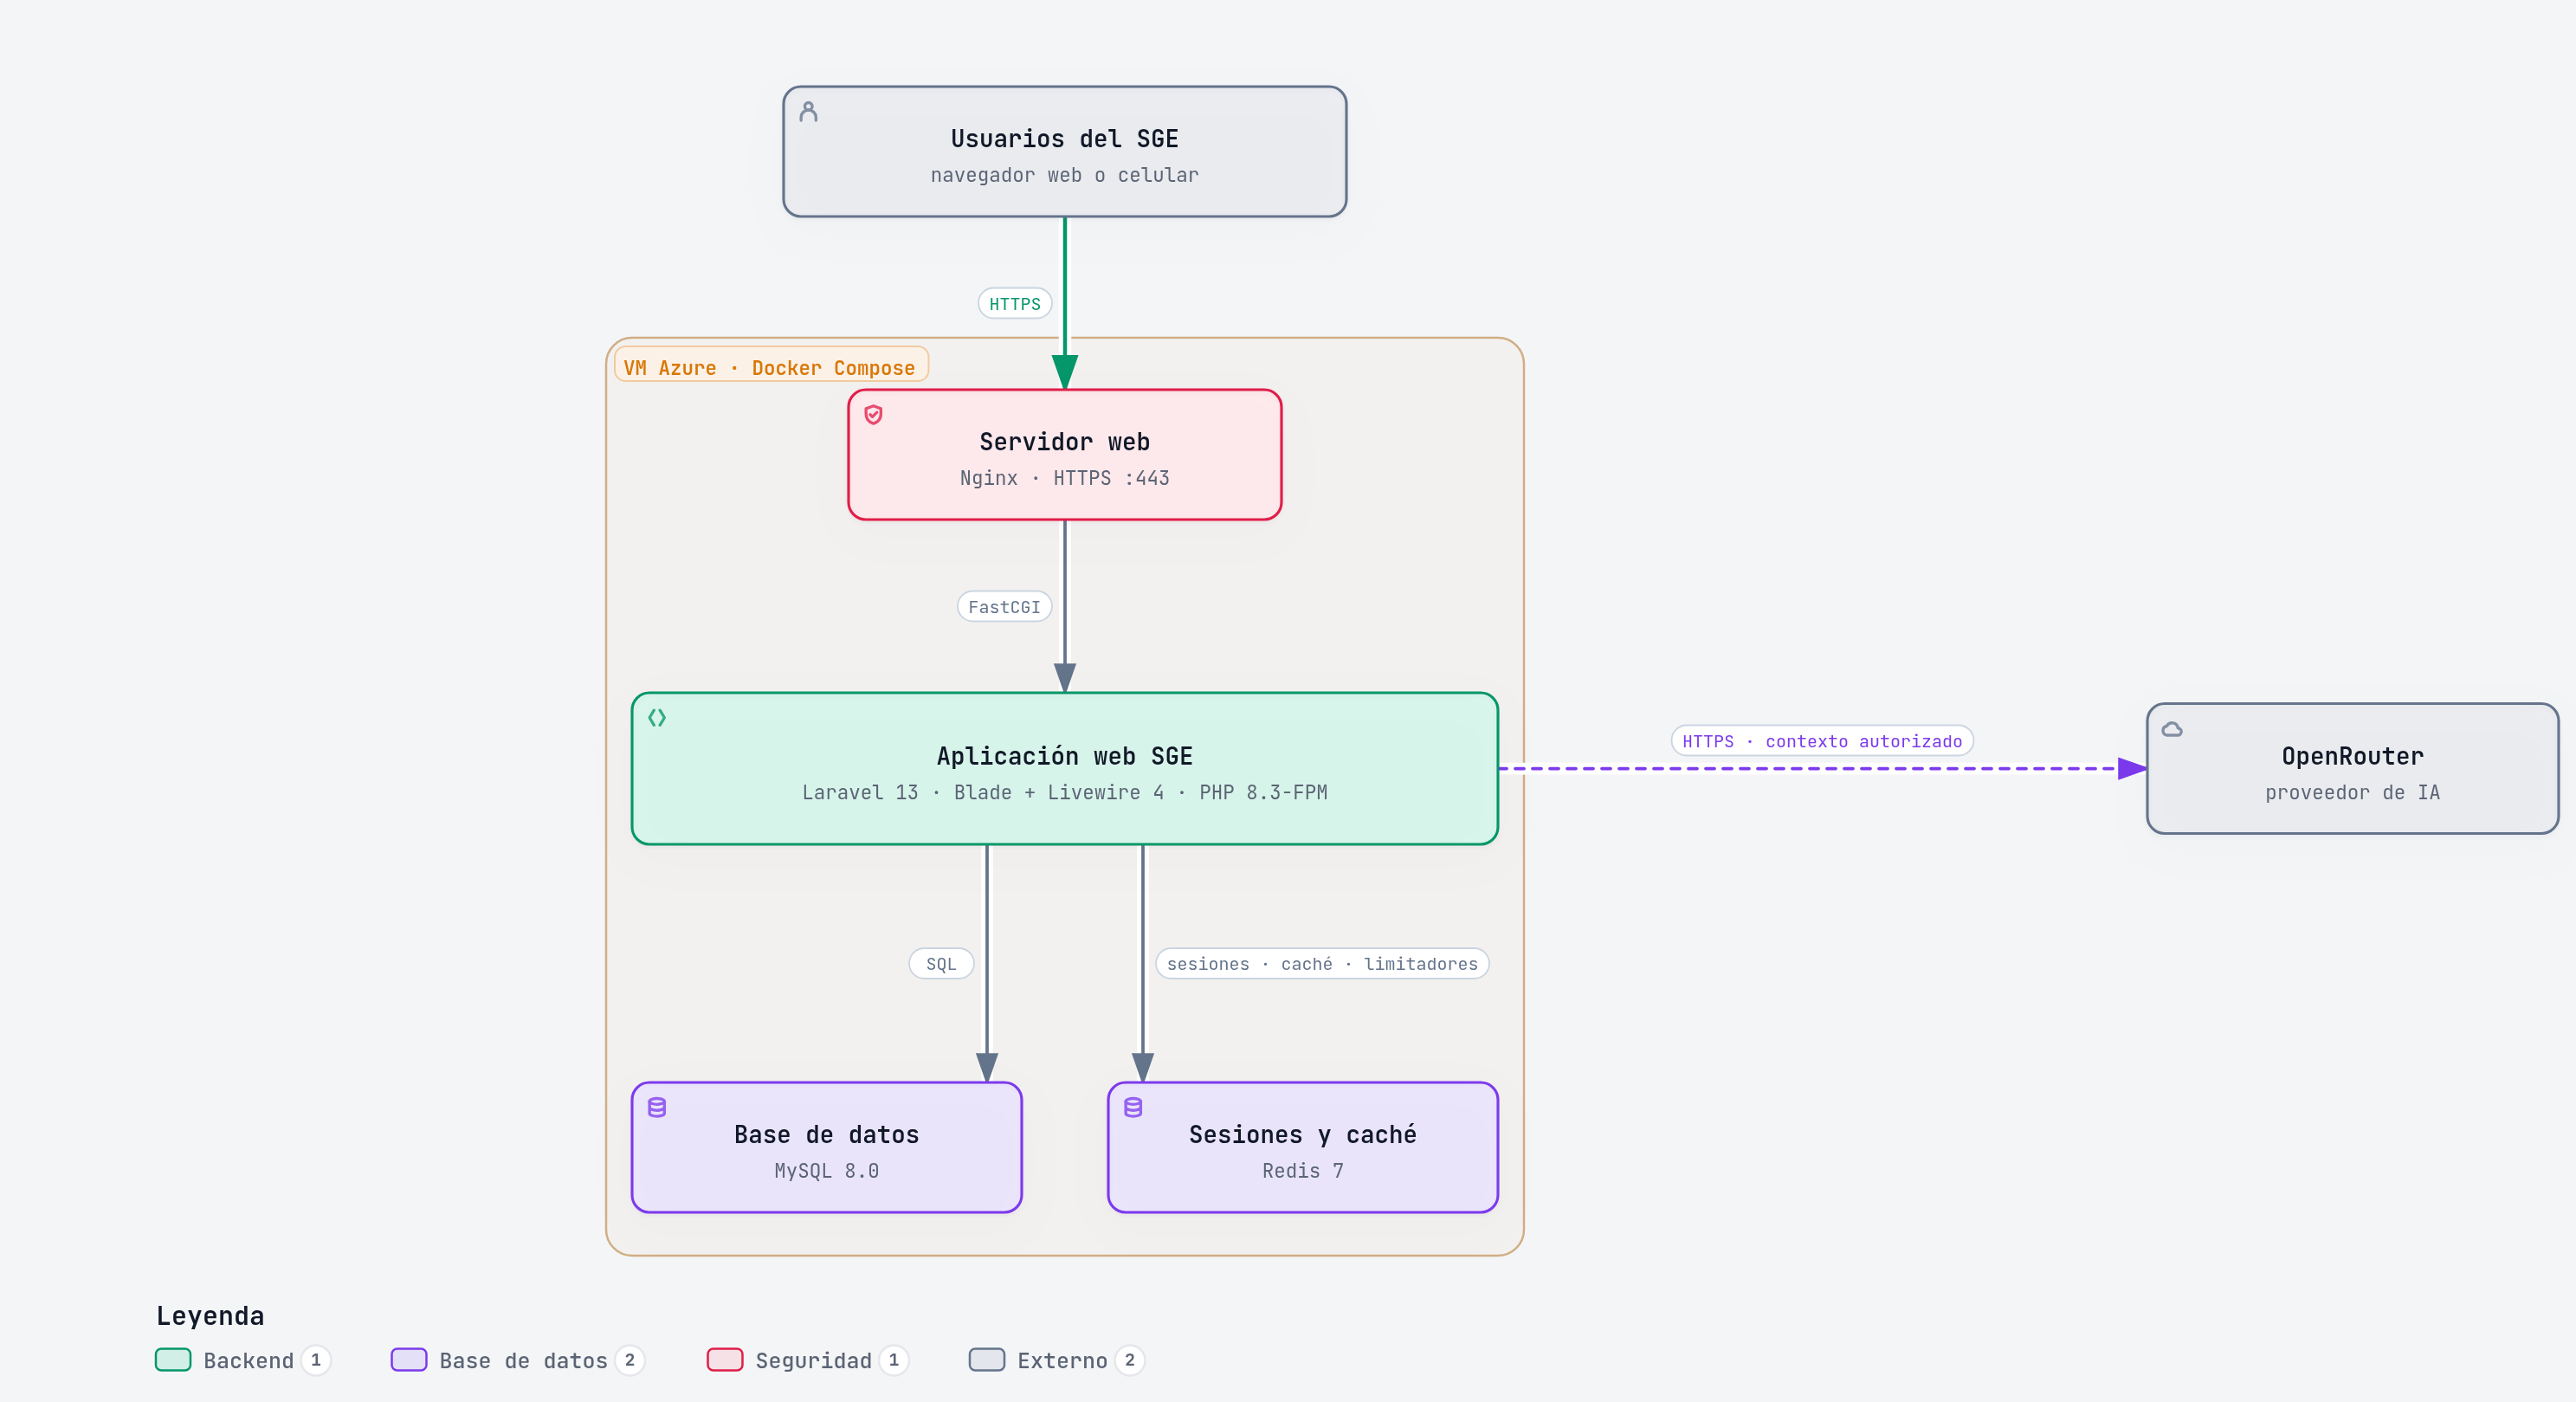 Usuarios del SGE
navegador web o celular
HTTPS
VM Azure · Docker Compose
Servidor web
Nginx · HTTPS :443
FastCGI
Aplicación web SGE
Laravel 13 · Blade + Livewire 4 · PHP 8.3-FPM
HTTPS · contexto autorizado
OpenRouter
proveedor de IA
SQL
sesiones · caché · limitadores
Base de datos
MySQL 8.0
Sesiones y caché
Redis 7
Leyenda
Backend 1 Base de datos 2 Seguridad 1 Externo 2